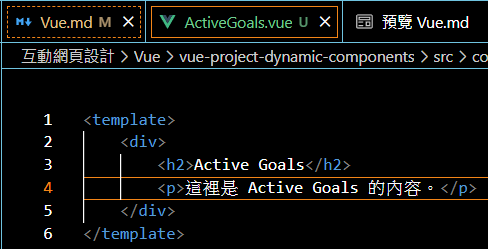 Vue.md M ActiveGoals.vue U 預覽 Vue.md
互動網頁設計 > Vue > vue-project-dynamic-components > src > co
1 <template>
2 <div>
3 <h2>Active Goals</h2>
4 <p>這裡是 Active Goals 的內容。</p>
5 </div>
6 </template>